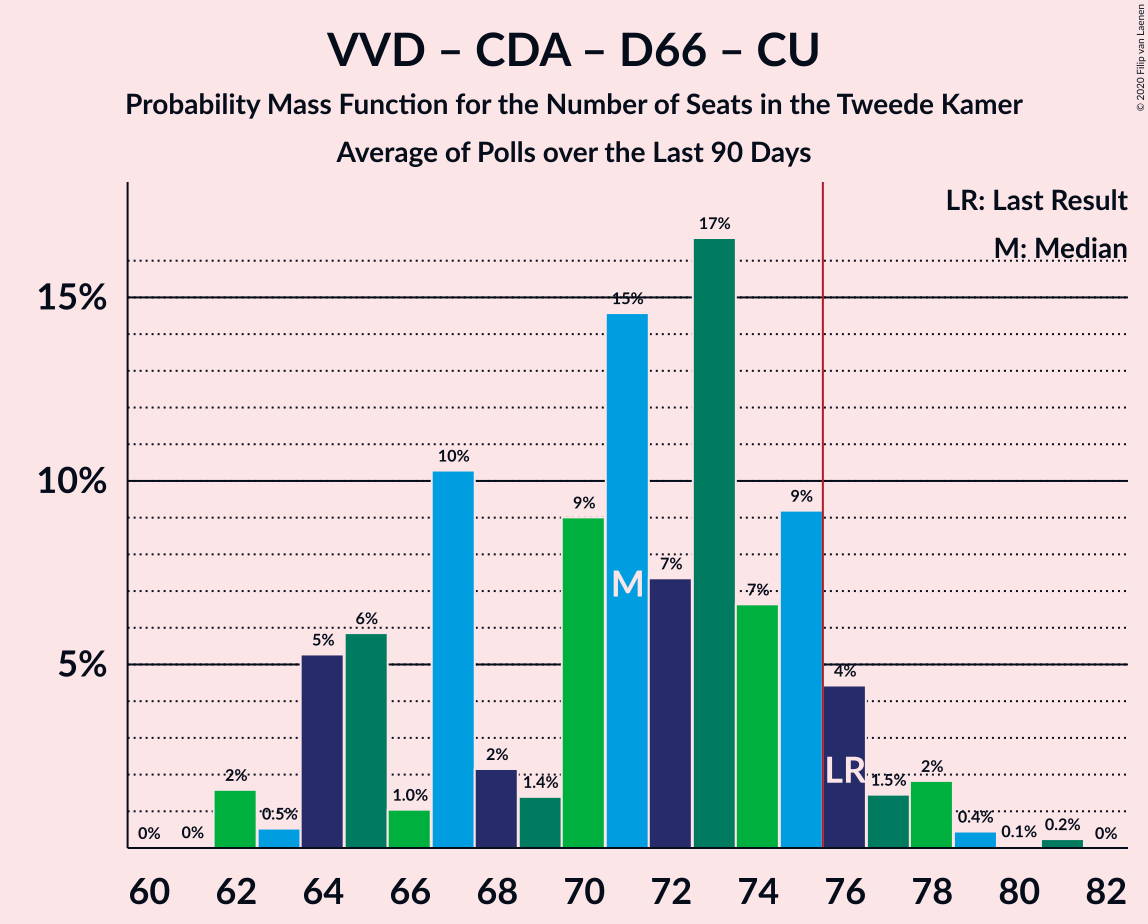 VVD – CDA – D66 – CU
Probability Mass Function for the Number of Seats in the Tweede Kamer
Average of Polls over the Last 90 Days
© 2020 Filip van Laenen
LR: Last Result
M: Median
15%
10%
5%
0% 0% 2% 0.5% 5% 6% 1.0% 10% 2% 1.4% 9% 15% 7% 17% 7% 9% 4% 1.5% 2% 0.4% 0.1% 0.2% 0%
M
LR
60 62 64 66 68 70 72 74 76 78 80 82